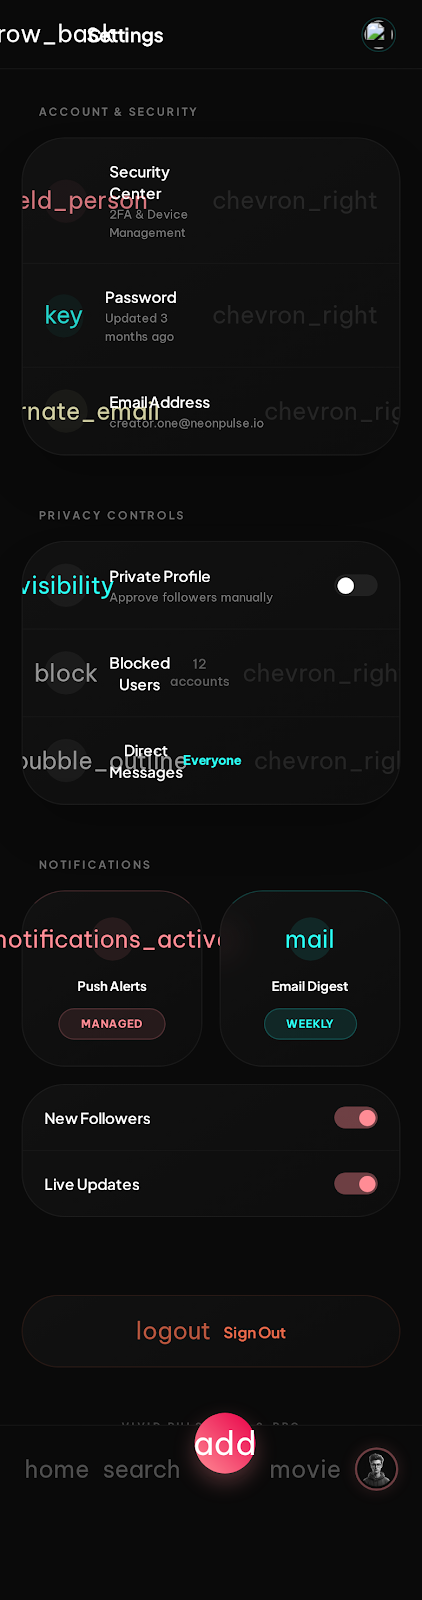 row_back
Settings
ACCOUNT & SECURITY
eld_person
Security
Center
2FA & Device
Management
chevron_right
key
Password
Updated 3
months ago
chevron_right
rnate_email
Email Address
creator.one@neonpulse.io
chevron_rig
PRIVACY CONTROLS
visibility
Private Profile
Approve followers manually
block
Blocked
Users
12
accounts
chevron_righ
bubble_outline
Direct
Messages
Everyone
chevron_righ
NOTIFICATIONS
notifications_active
Push Alerts
MANAGED
mail
Email Digest
WEEKLY
New Followers
Live Updates
logout
Sign Out
home
search
add
movie